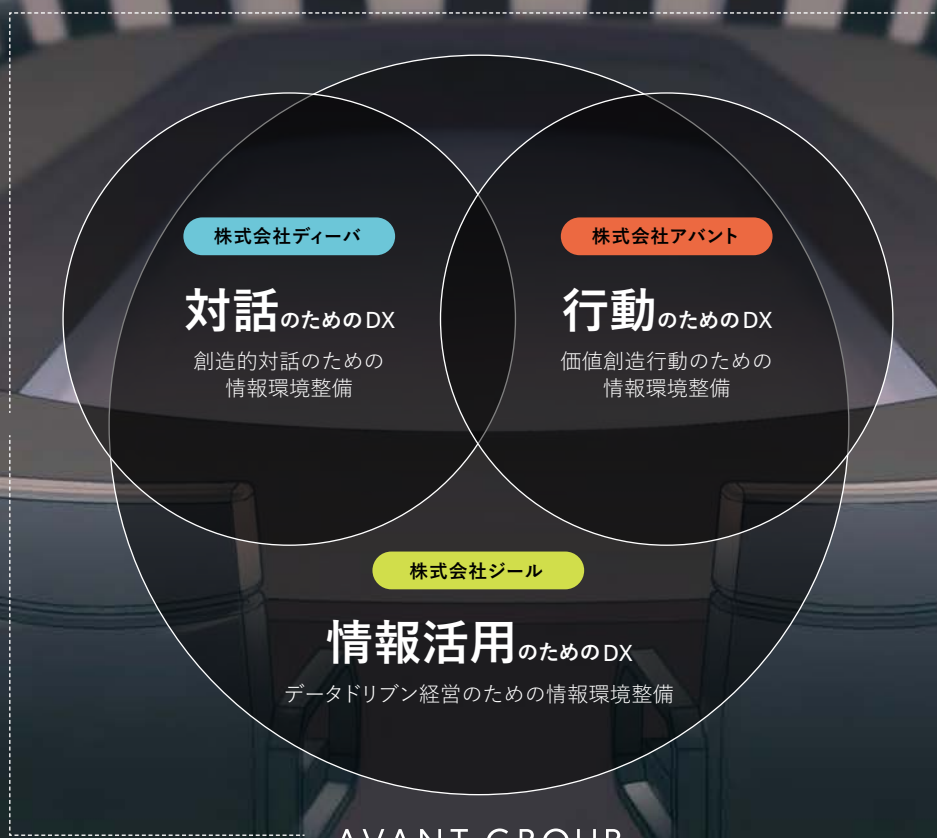 株式会社ディーバ
対話のためのDX
創造的対話のための
情報環境整備
株式会社アバント
行動のためのDX
価値創造行動のための
情報環境整備
株式会社ジール
情報活用のためのDX
データドリブン経営のための情報環境整備
AVANT GROUP